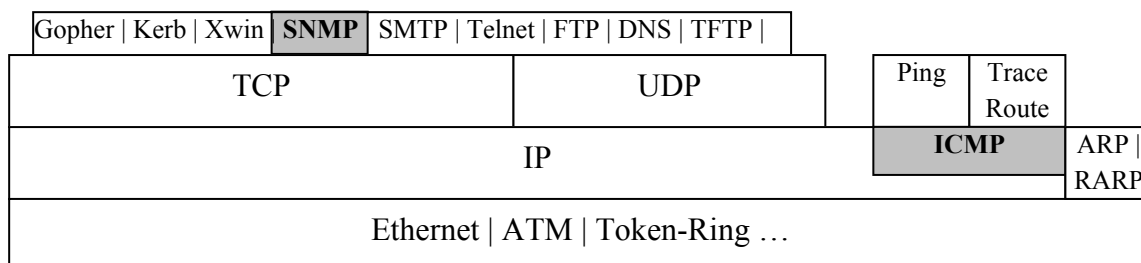 Gopher | Kerb | Xwin | SNMP SMTP | Telnet | FTP | DNS | TFTP |
TCP UDP Ping Trace
Route
IP ICMP ARP |
RARP
Ethernet | ATM | Token-Ring …